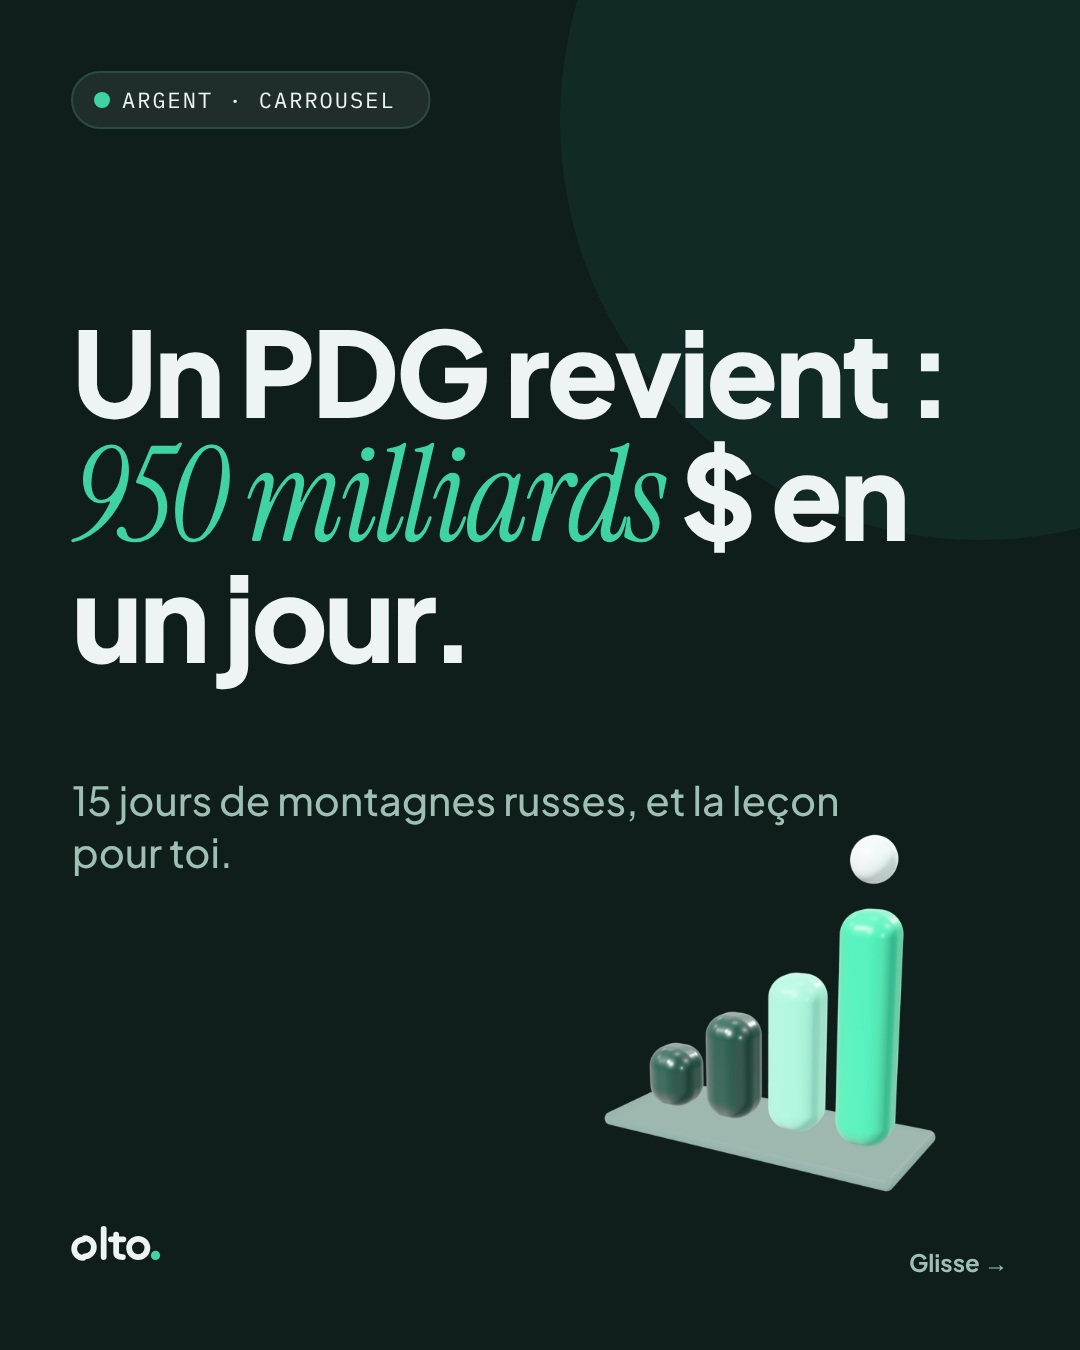 ARGENT · CARROUSEL
Un PDG revient :
950 milliards $ en
un jour.
15 jours de montagnes russes, et la leçon
pour toi.
olto.
Glisse →